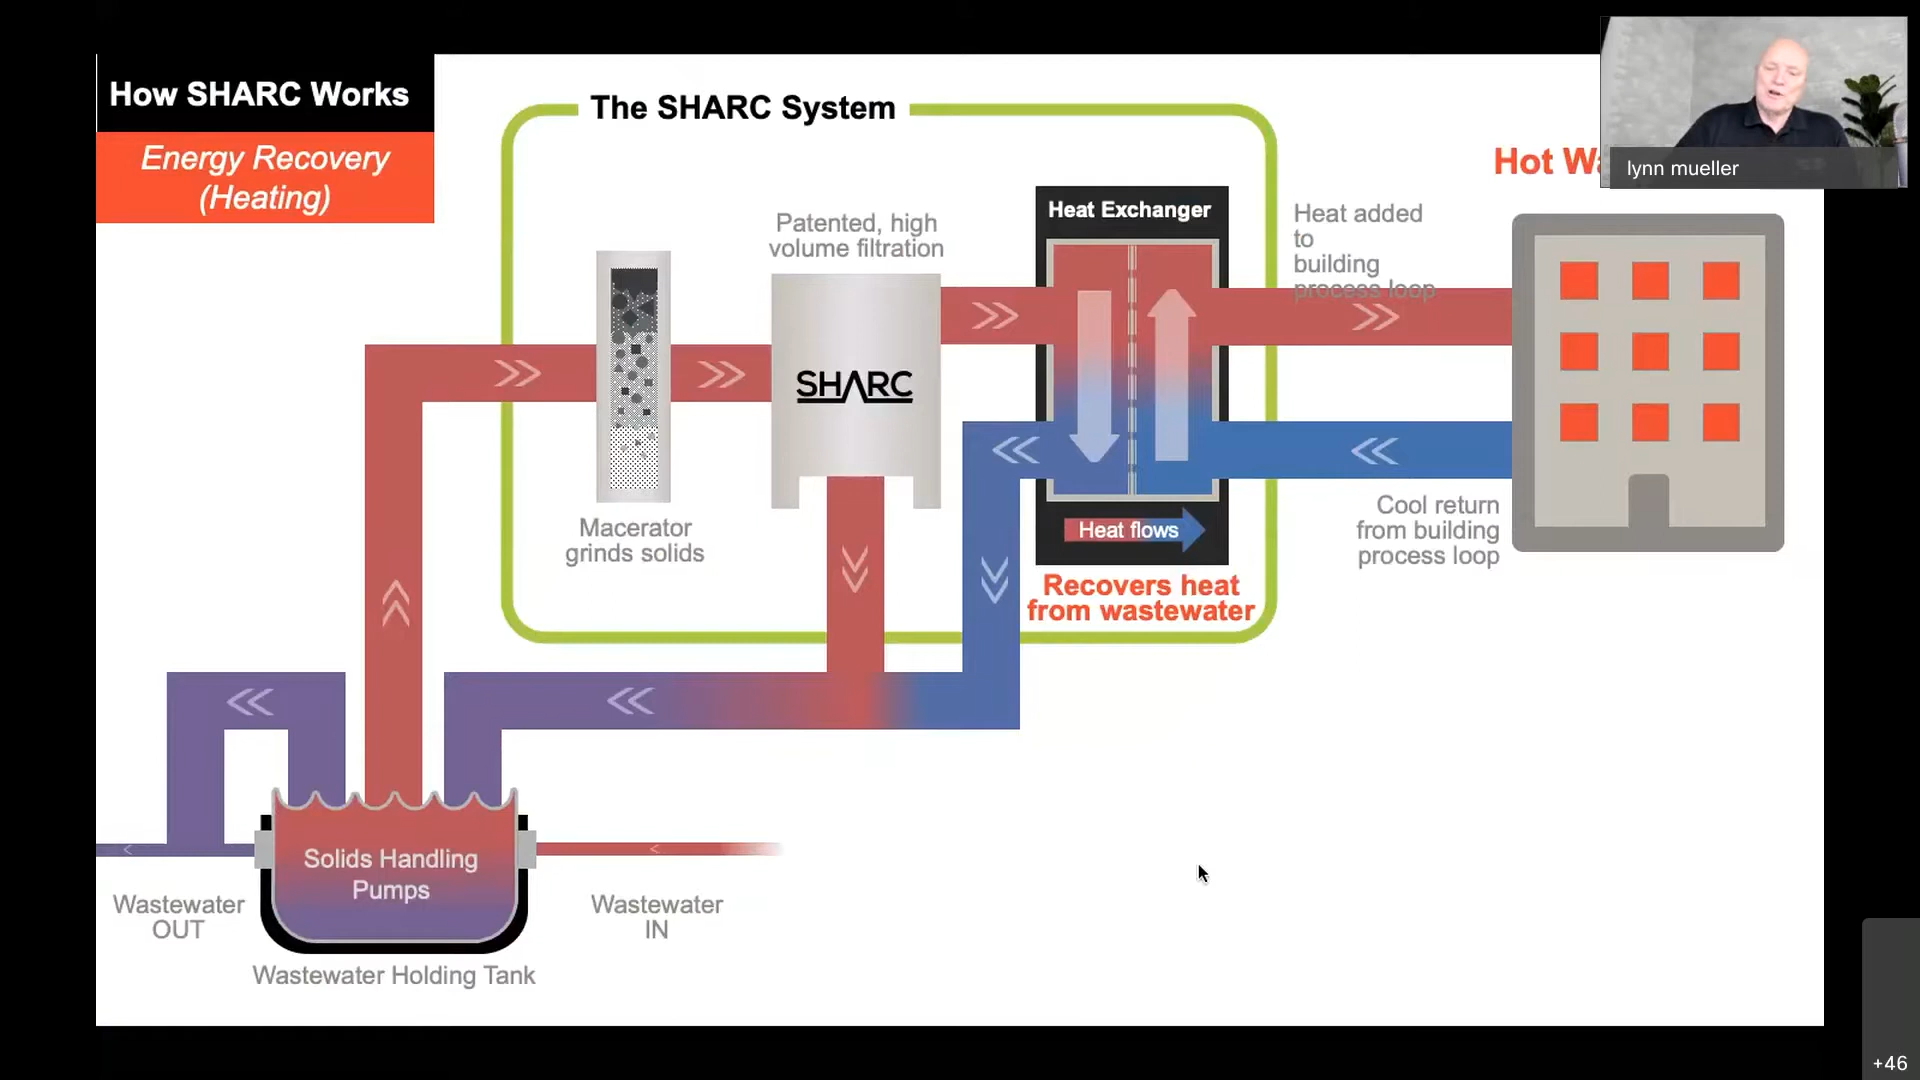 How SHARC Works
Energy Recovery
(Heating)
The SHARC System
Hot Wa
lynn mueller
Patented, high
volume filtration
Heat Exchanger
Heat added
to
building
process loop
SHARC
Macerator
grinds solids
Heat flows
Recovers heat
from wastewater
Cool return
from building
process loop
Solids Handling
Pumps
Wastewater
OUT
Wastewater
IN
Wastewater Holding Tank
+46